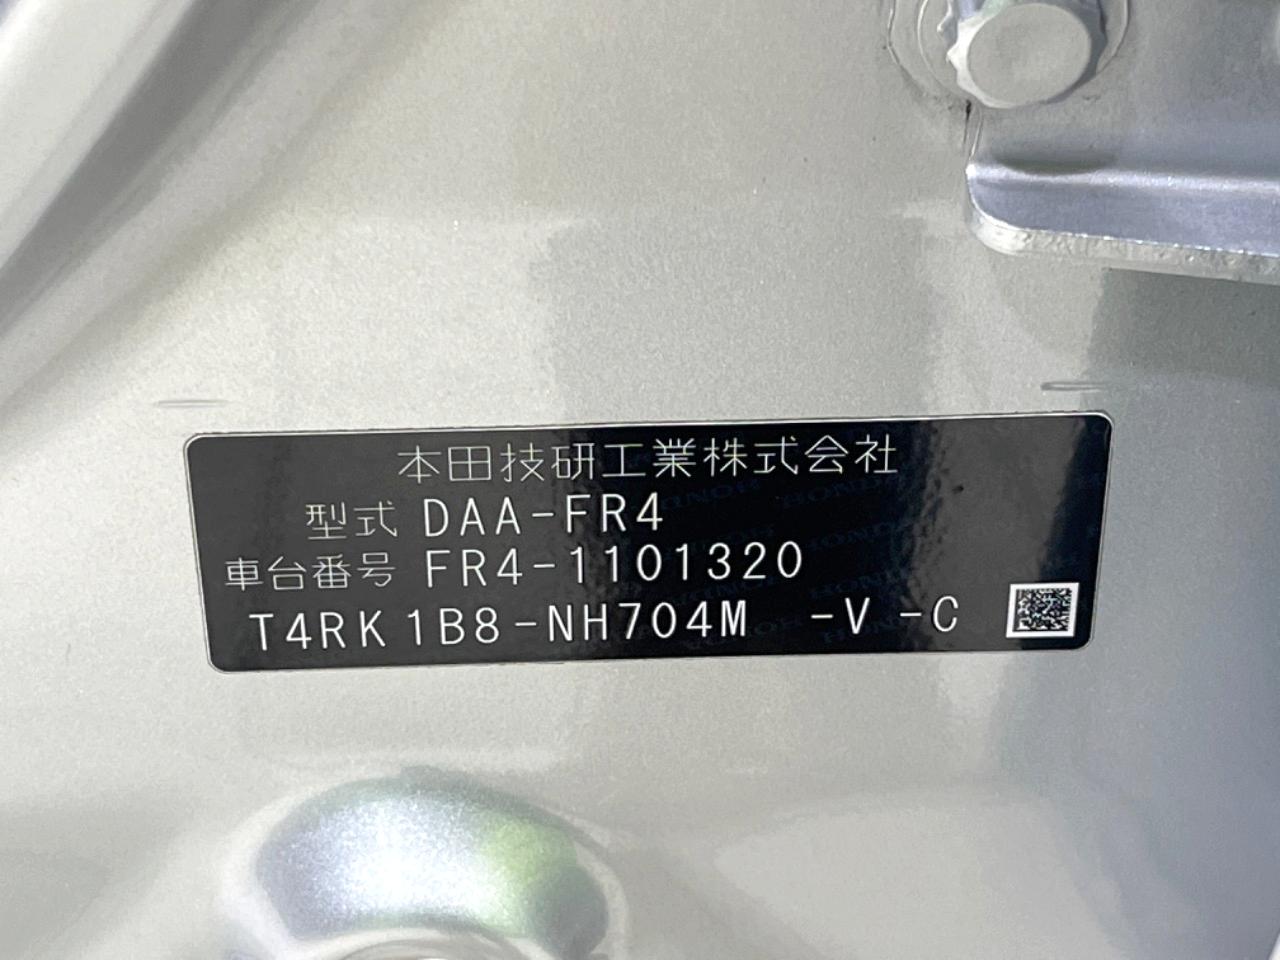 本田技研工業株式会社
型式 DAA-FR4
車台番号 FR4-1101320
T4RK1B8-NH704M -V -C